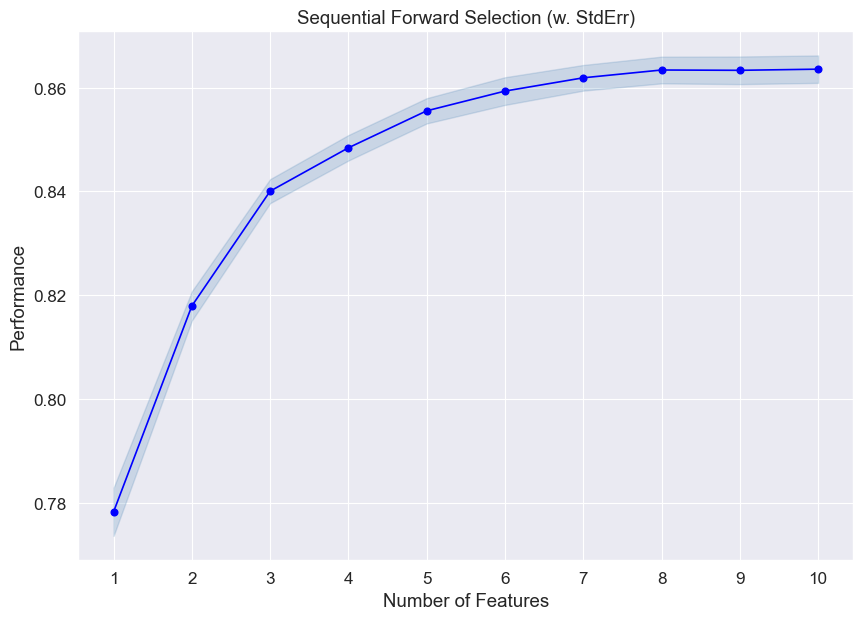 Sequential Forward Selection (w. StdErr)
0.86
0.84
0.82
0.80
0.78
Performance
1 2 3 4 5 6 7 8 9 10
Number of Features